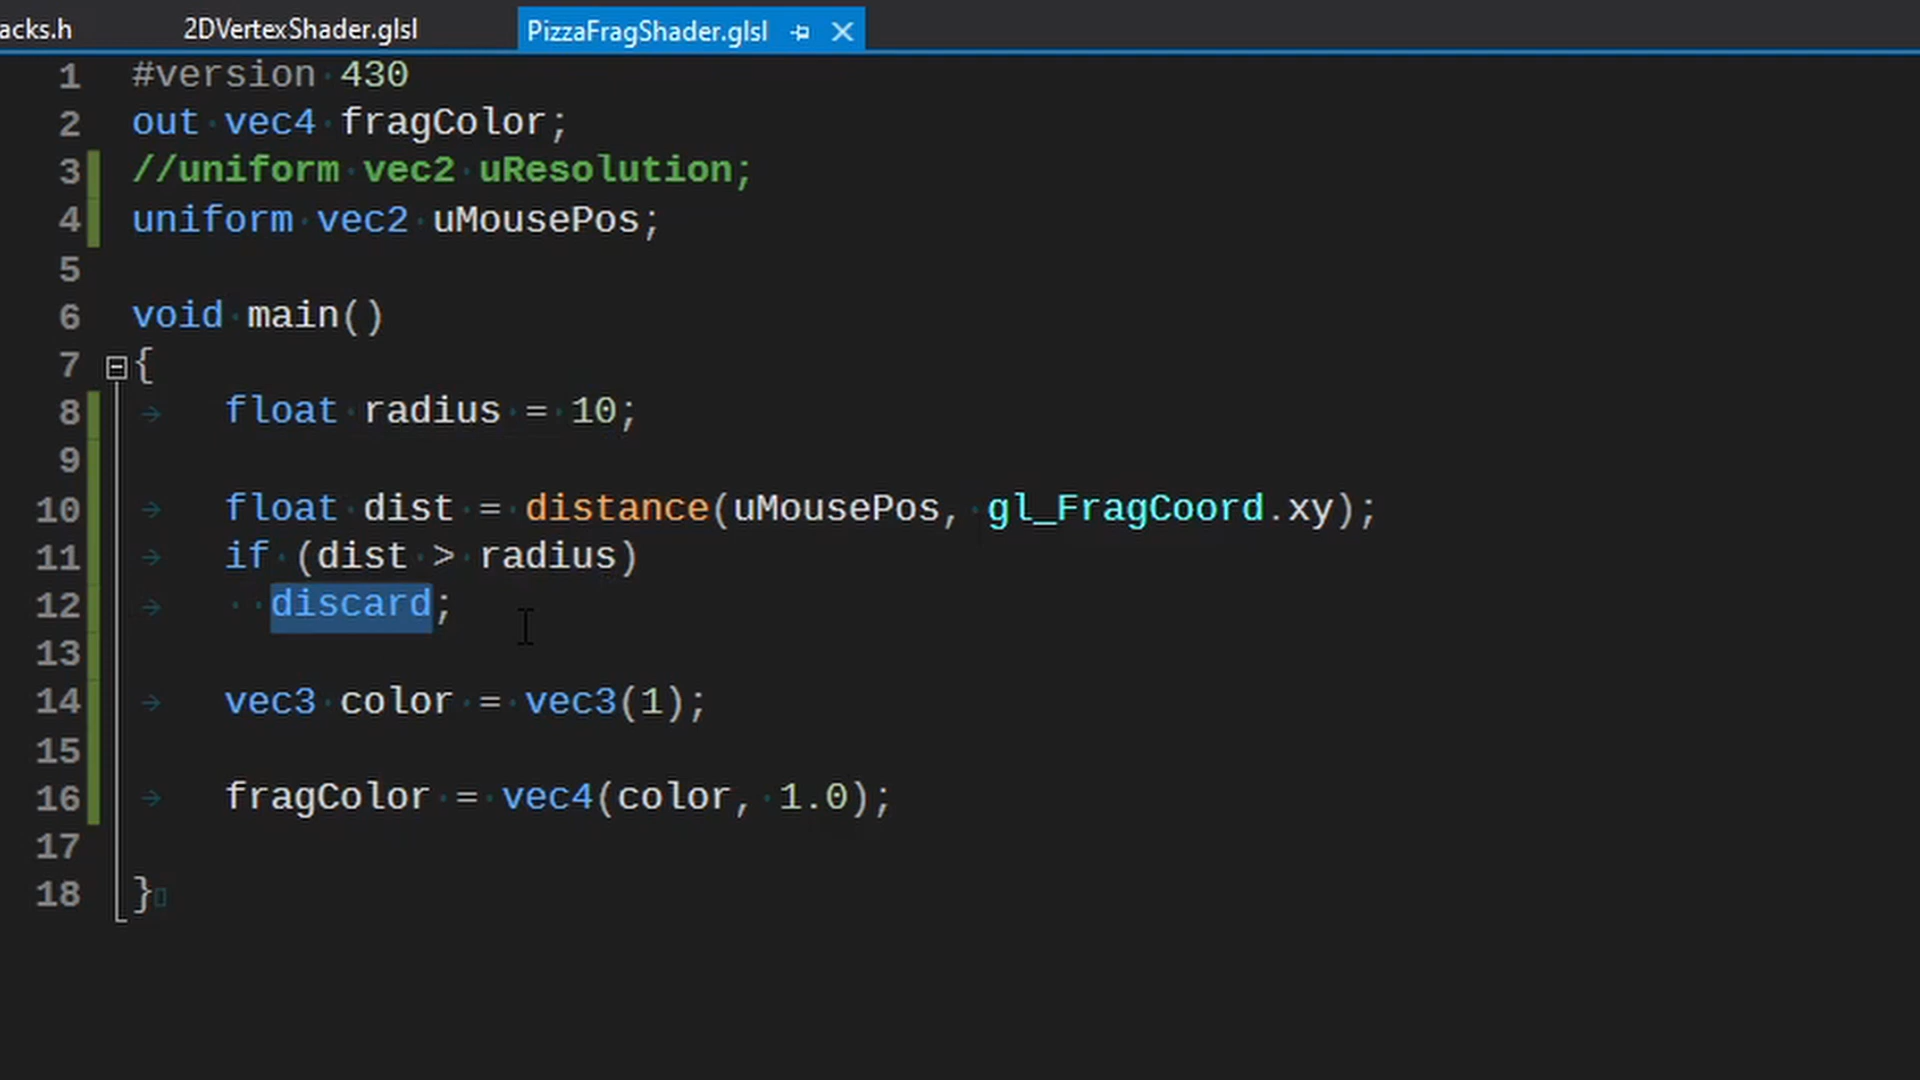 acks.h 2DVertexShader.glsl PizzaFragShader.glsl
1 #version 430
2 out vec4 fragColor;
3 //uniform vec2 uResolution;
4 uniform vec2 uMousePos;
5
6 void main()
7 {
8 float radius = 10;
9
10 float dist = distance(uMousePos, gl_FragCoord.xy);
11 if (dist > radius)
12 discard;
13
14 vec3 color = vec3(1);
15
16 fragColor = vec4(color, 1.0);
17
18 }